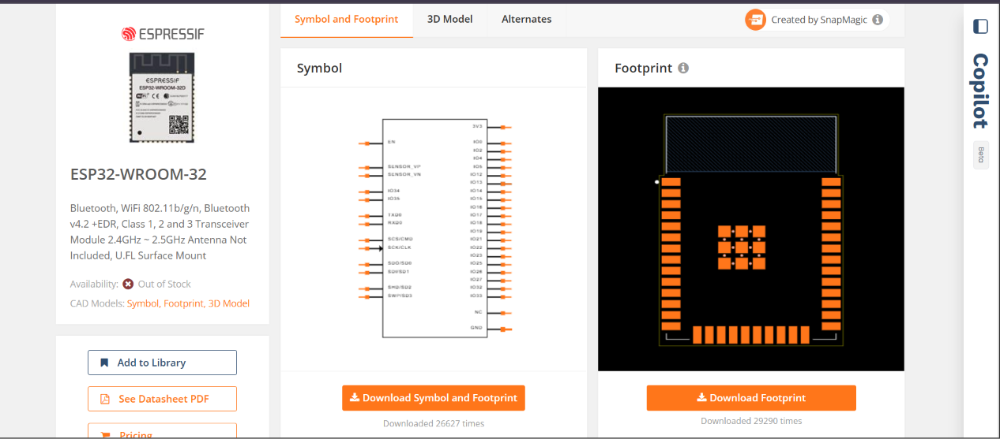 Symbol and Footprint
3D Model
Alternates
Created by SnapMagic
ESPRESSIF
ESPRESSIF
ESP32-WROOM-32D
ESP32-WROOM-32
Bluetooth, WiFi 802.11b/g/n, Bluetooth
v4.2 +EDR, Class 1, 2 and 3 Transceiver
Module 2.4GHz ~ 2.5GHz Antenna Not
Included, U.FL Surface Mount
Availability: Out of Stock
CAD Models: Symbol, Footprint, 3D Model
Add to Library
See Datasheet PDF
Pricing
Symbol
3V3
EN
IO0
IO2
IO4
SENSOR_VP
IO5
SENSOR_VN
IO12
IO13
IO34
IO14
IO35
IO15
IO16
TXD0
IO17
RXD0
IO18
IO19
SCS/CMD
IO21
SCK/CLK
IO22
IO23
SDO/SD0
IO25
SDI/SD1
IO26
IO27
SHD/SD2
IO32
SWP/SD3
IO33
NC
GND
Download Symbol and Footprint
Downloaded 26627 times
Footprint
Download Footprint
Downloaded 29290 times
Copilot
Beta